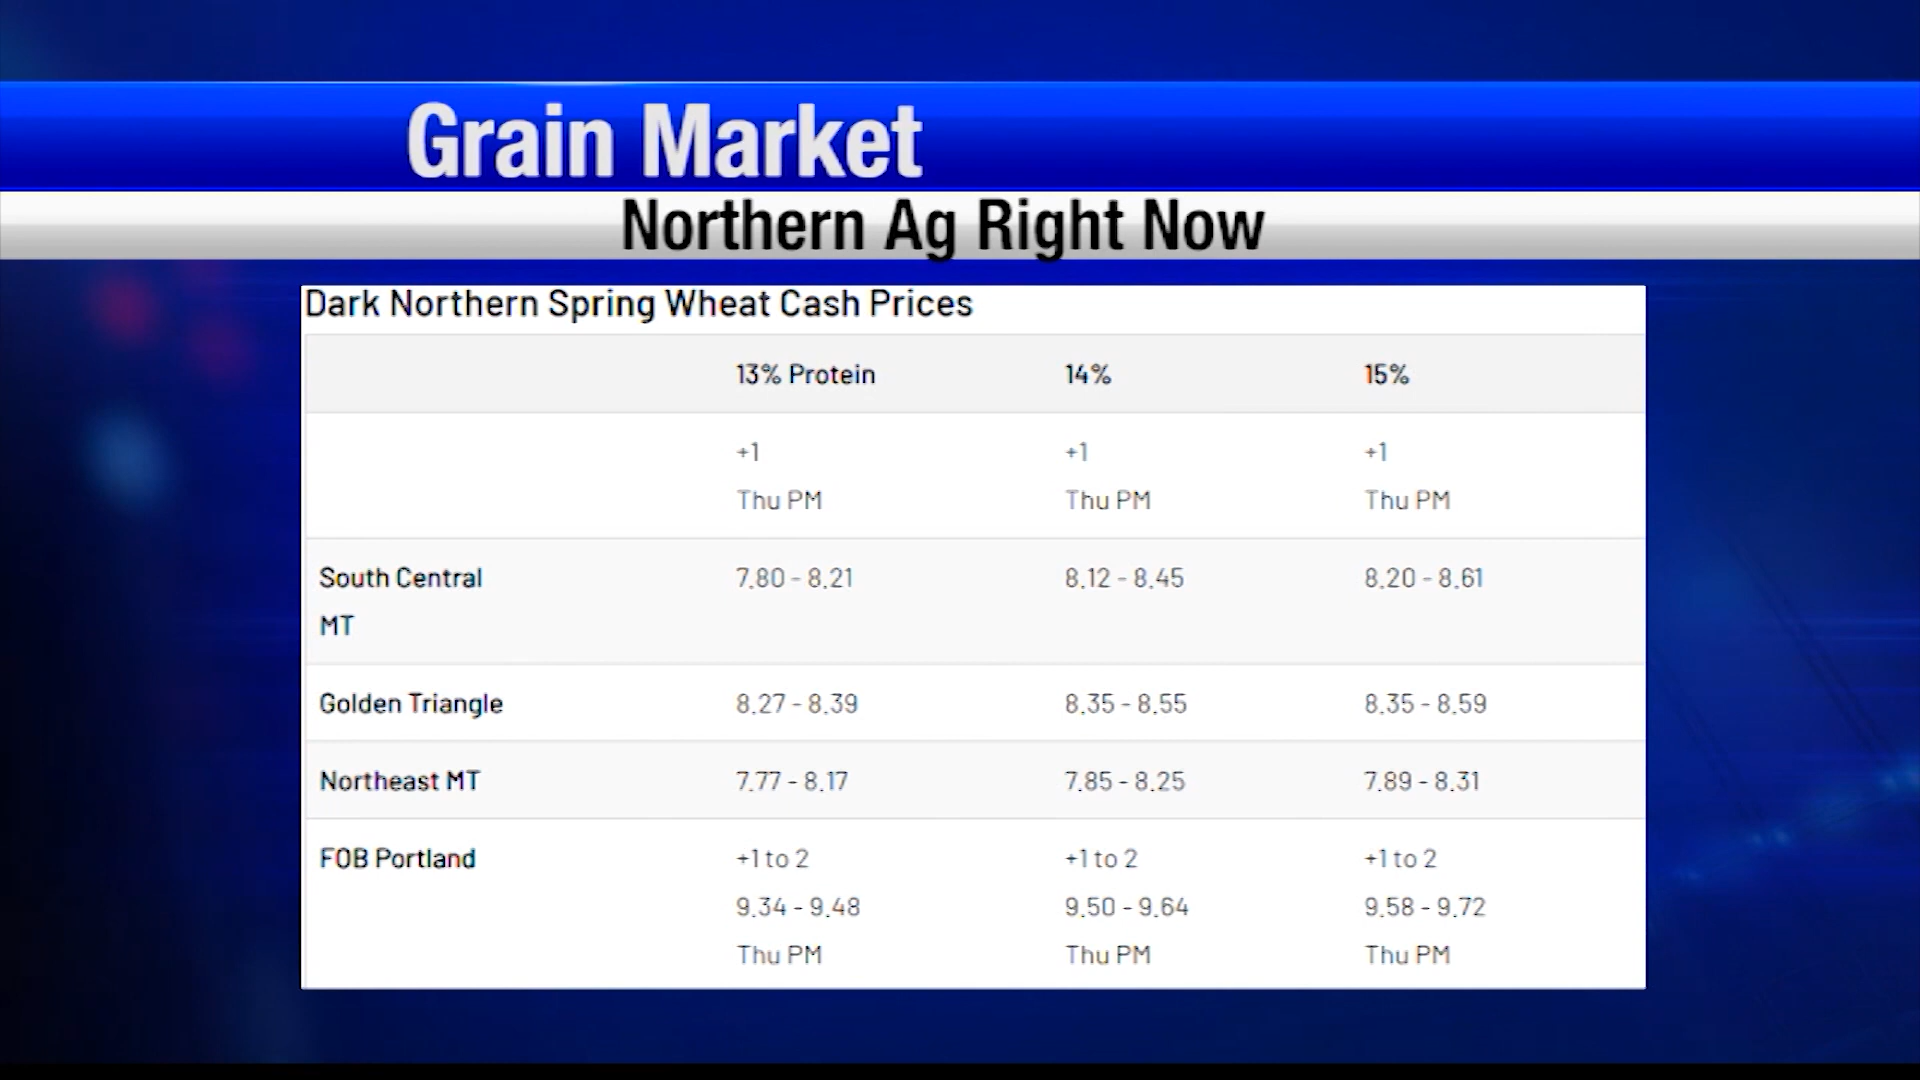 Grain Market
Northern Ag Right Now
Dark Northern Spring Wheat Cash Prices
13% Protein 14% 15%
+1 +1 +1
Thu PM Thu PM Thu PM
South Central 7.80 - 8.21 8.12 - 8.45 8.20 - 8.61
MT
Golden Triangle 8.27 - 8.39 8.35 - 8.55 8.35 - 8.59
Northeast MT 7.77 - 8.17 7.85 - 8.25 7.89 - 8.31
FOB Portland +1 to 2 +1 to 2 +1 to 2
9.34 - 9.48 9.50 - 9.64 9.58 - 9.72
Thu PM Thu PM Thu PM